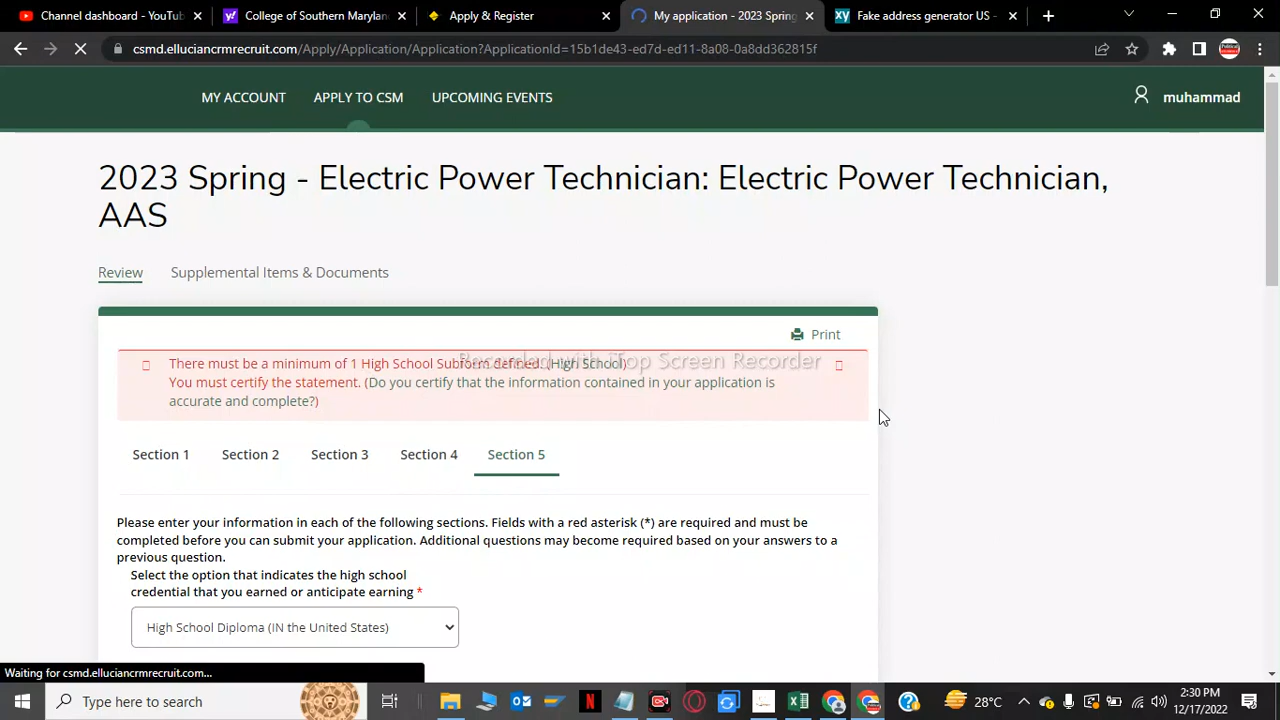 Channel dashboard - YouTub
College of Southern Marylan
Apply & Register
My application - 2023 Spring
Fake address generator US -
csmd.elluciancrmrecruit.com/Apply/Application/Application?ApplicationId=15b1de43-ed7d-ed11-8a08-0a8dd362815f
MY ACCOUNT
APPLY TO CSM
UPCOMING EVENTS
muhammad
2023 Spring - Electric Power Technician: Electric Power Technician,
AAS
Review
Supplemental Items & Documents
Print
There must be a minimum of 1 High School Subform defined. (High School)
Recorded with iTop Screen Recorder
You must certify the statement. (Do you certify that the information contained in your application is
accurate and complete?)
Section 1
Section 2
Section 3
Section 4
Section 5
Please enter your information in each of the following sections. Fields with a red asterisk (*) are required and must be
completed before you can submit your application. Additional questions may become required based on your answers to a
previous question.
Select the option that indicates the high school
credential that you earned or anticipate earning *
High School Diploma (IN the United States)
Waiting for csmd.elluciancrmrecruit.com...
Type here to search
28°C
2:30 PM
12/17/2022